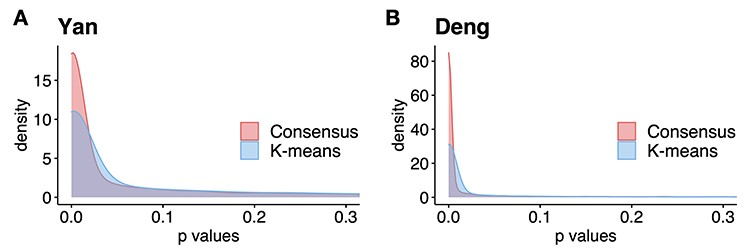 A
Yan
15
10
5
0
density
0.0
0.1
0.2
0.3
p values
Consensus
K-means
B
Deng
80
60
40
20
0
density
0.0
0.1
0.2
0.3
p values
Consensus
K-means